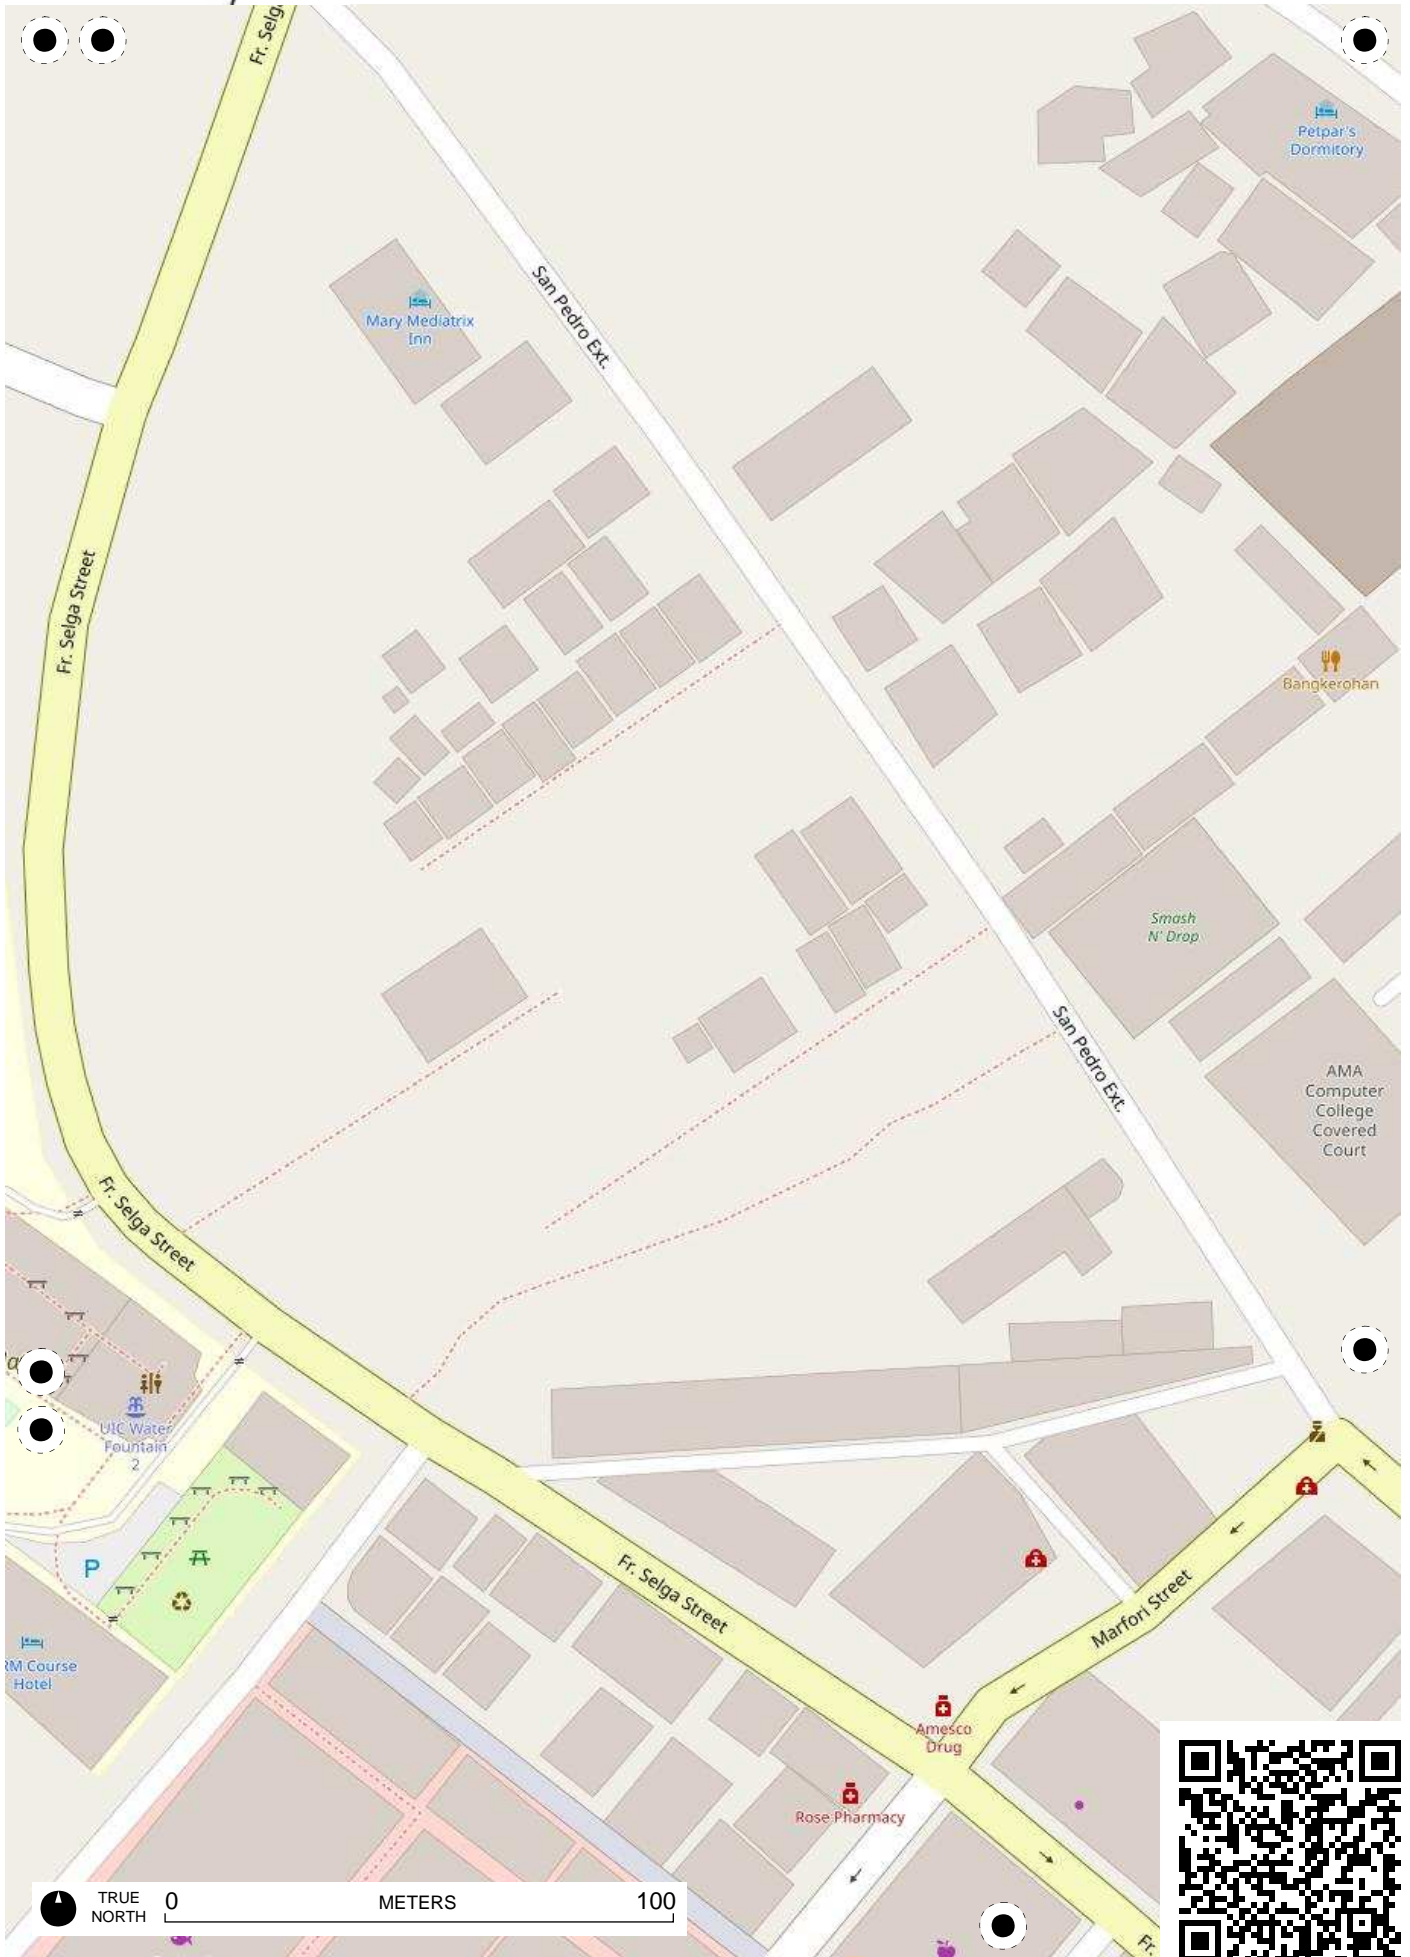 Fr. Selg
Petpar's
Dormitory
San Pedro Ext.
Mary Mediatrix
Inn
Fr. Selga Street
Bangkerohan
Smash
N' Drop
San Pedro Ext.
AMA
Computer
College
Covered
Court
Fr. Selga Street
UIC Water
Fountain
2
P
Fr. Selga Street
Marfori Street
RM Course
Hotel
Amesco
Drug
Rose Pharmacy
TRUE
NORTH
0 METERS 100
Fr.